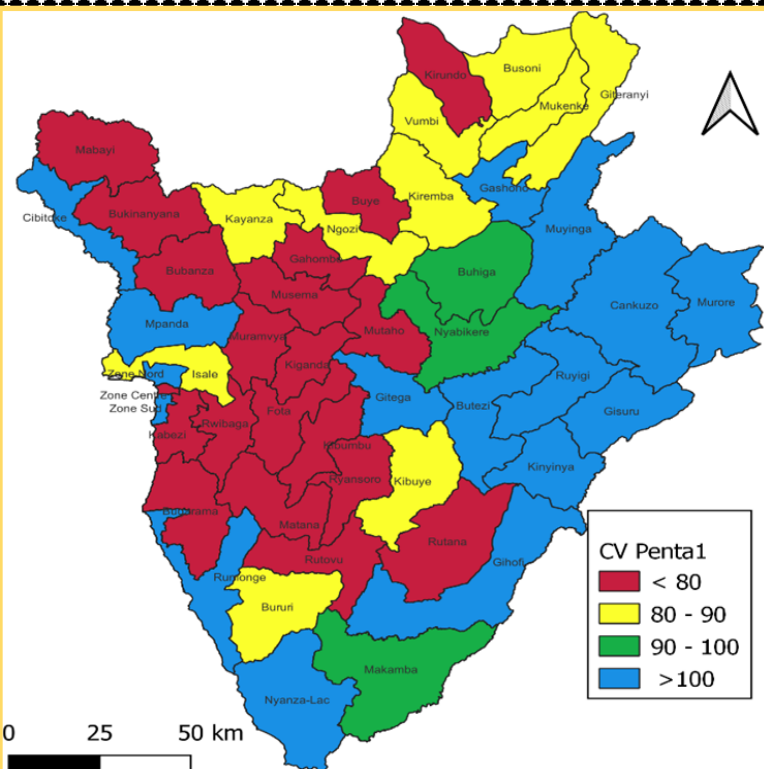 Kirundo
Busoni
Giteranyi
Mukenke
Vumbi
Mabayi
Gashoho
Kiremba
Buye
Bukinanyana
Cibitoke
Kayanza
Ngozi
Muyinga
Gahombo
Bubanza
Buhiga
Musema
Cankuzo
Murore
Mpanda
Mutaho
Nyabikere
Muramvya
Kiganda
Zone Nord
Isale
Ruyigi
Zone Centre
Gitega
Butezi
Zone Sud
Fota
Gisuru
Rwibaga
Kabezi
Kibumbu
Kinyinya
Ryansoro
Kibuye
Matana
Rutana
Rutovu
Gihofi
Rumonge
Bururi
Makamba
Nyanza-Lac
CV Penta1
< 80
80 - 90
90 - 100
>100
0 25 50 km